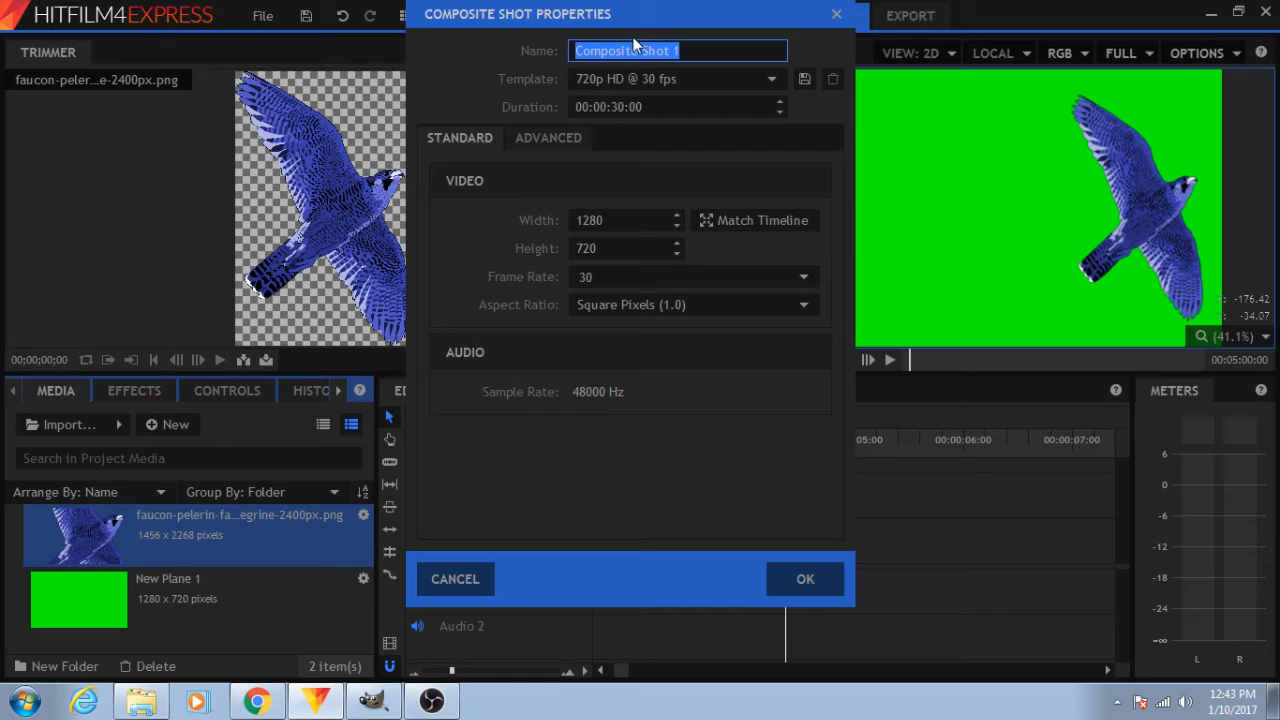 HITFILM4EXPRESS
File
COMPOSITE SHOT PROPERTIES
EXPORT
TRIMMER
Name:
Composite Shot 1
VIEW: 2D
LOCAL
RGB
FULL
OPTIONS
faucon-peler...e-2400px.png
Template:
720p HD @ 30 fps
Duration:
00:00:30:00
STANDARD
ADVANCED
VIDEO
Width:
1280
Match Timeline
Height:
720
Frame Rate:
30
Aspect Ratio:
Square Pixels (1.0)
X: -176.42
Y: -34.07
(41.1%)
AUDIO
00;00;00;00
00:05:00:00
Sample Rate:
48000 Hz
MEDIA
EFFECTS
CONTROLS
HISTO
METERS
Import...
New
05:00
00:00:06:00
00:00:07:00
Search in Project Media
6
Arrange By: Name
Group By: Folder
0
faucon-pelerin-fa...egrine-2400px.png
1456 x 2268 pixels
-6
-12
New Plane 1
1280 x 720 pixels
CANCEL
OK
-18
-24
Audio 2
-∞
L
R
New Folder
Delete
2 item(s)
12:43 PM
1/10/2017